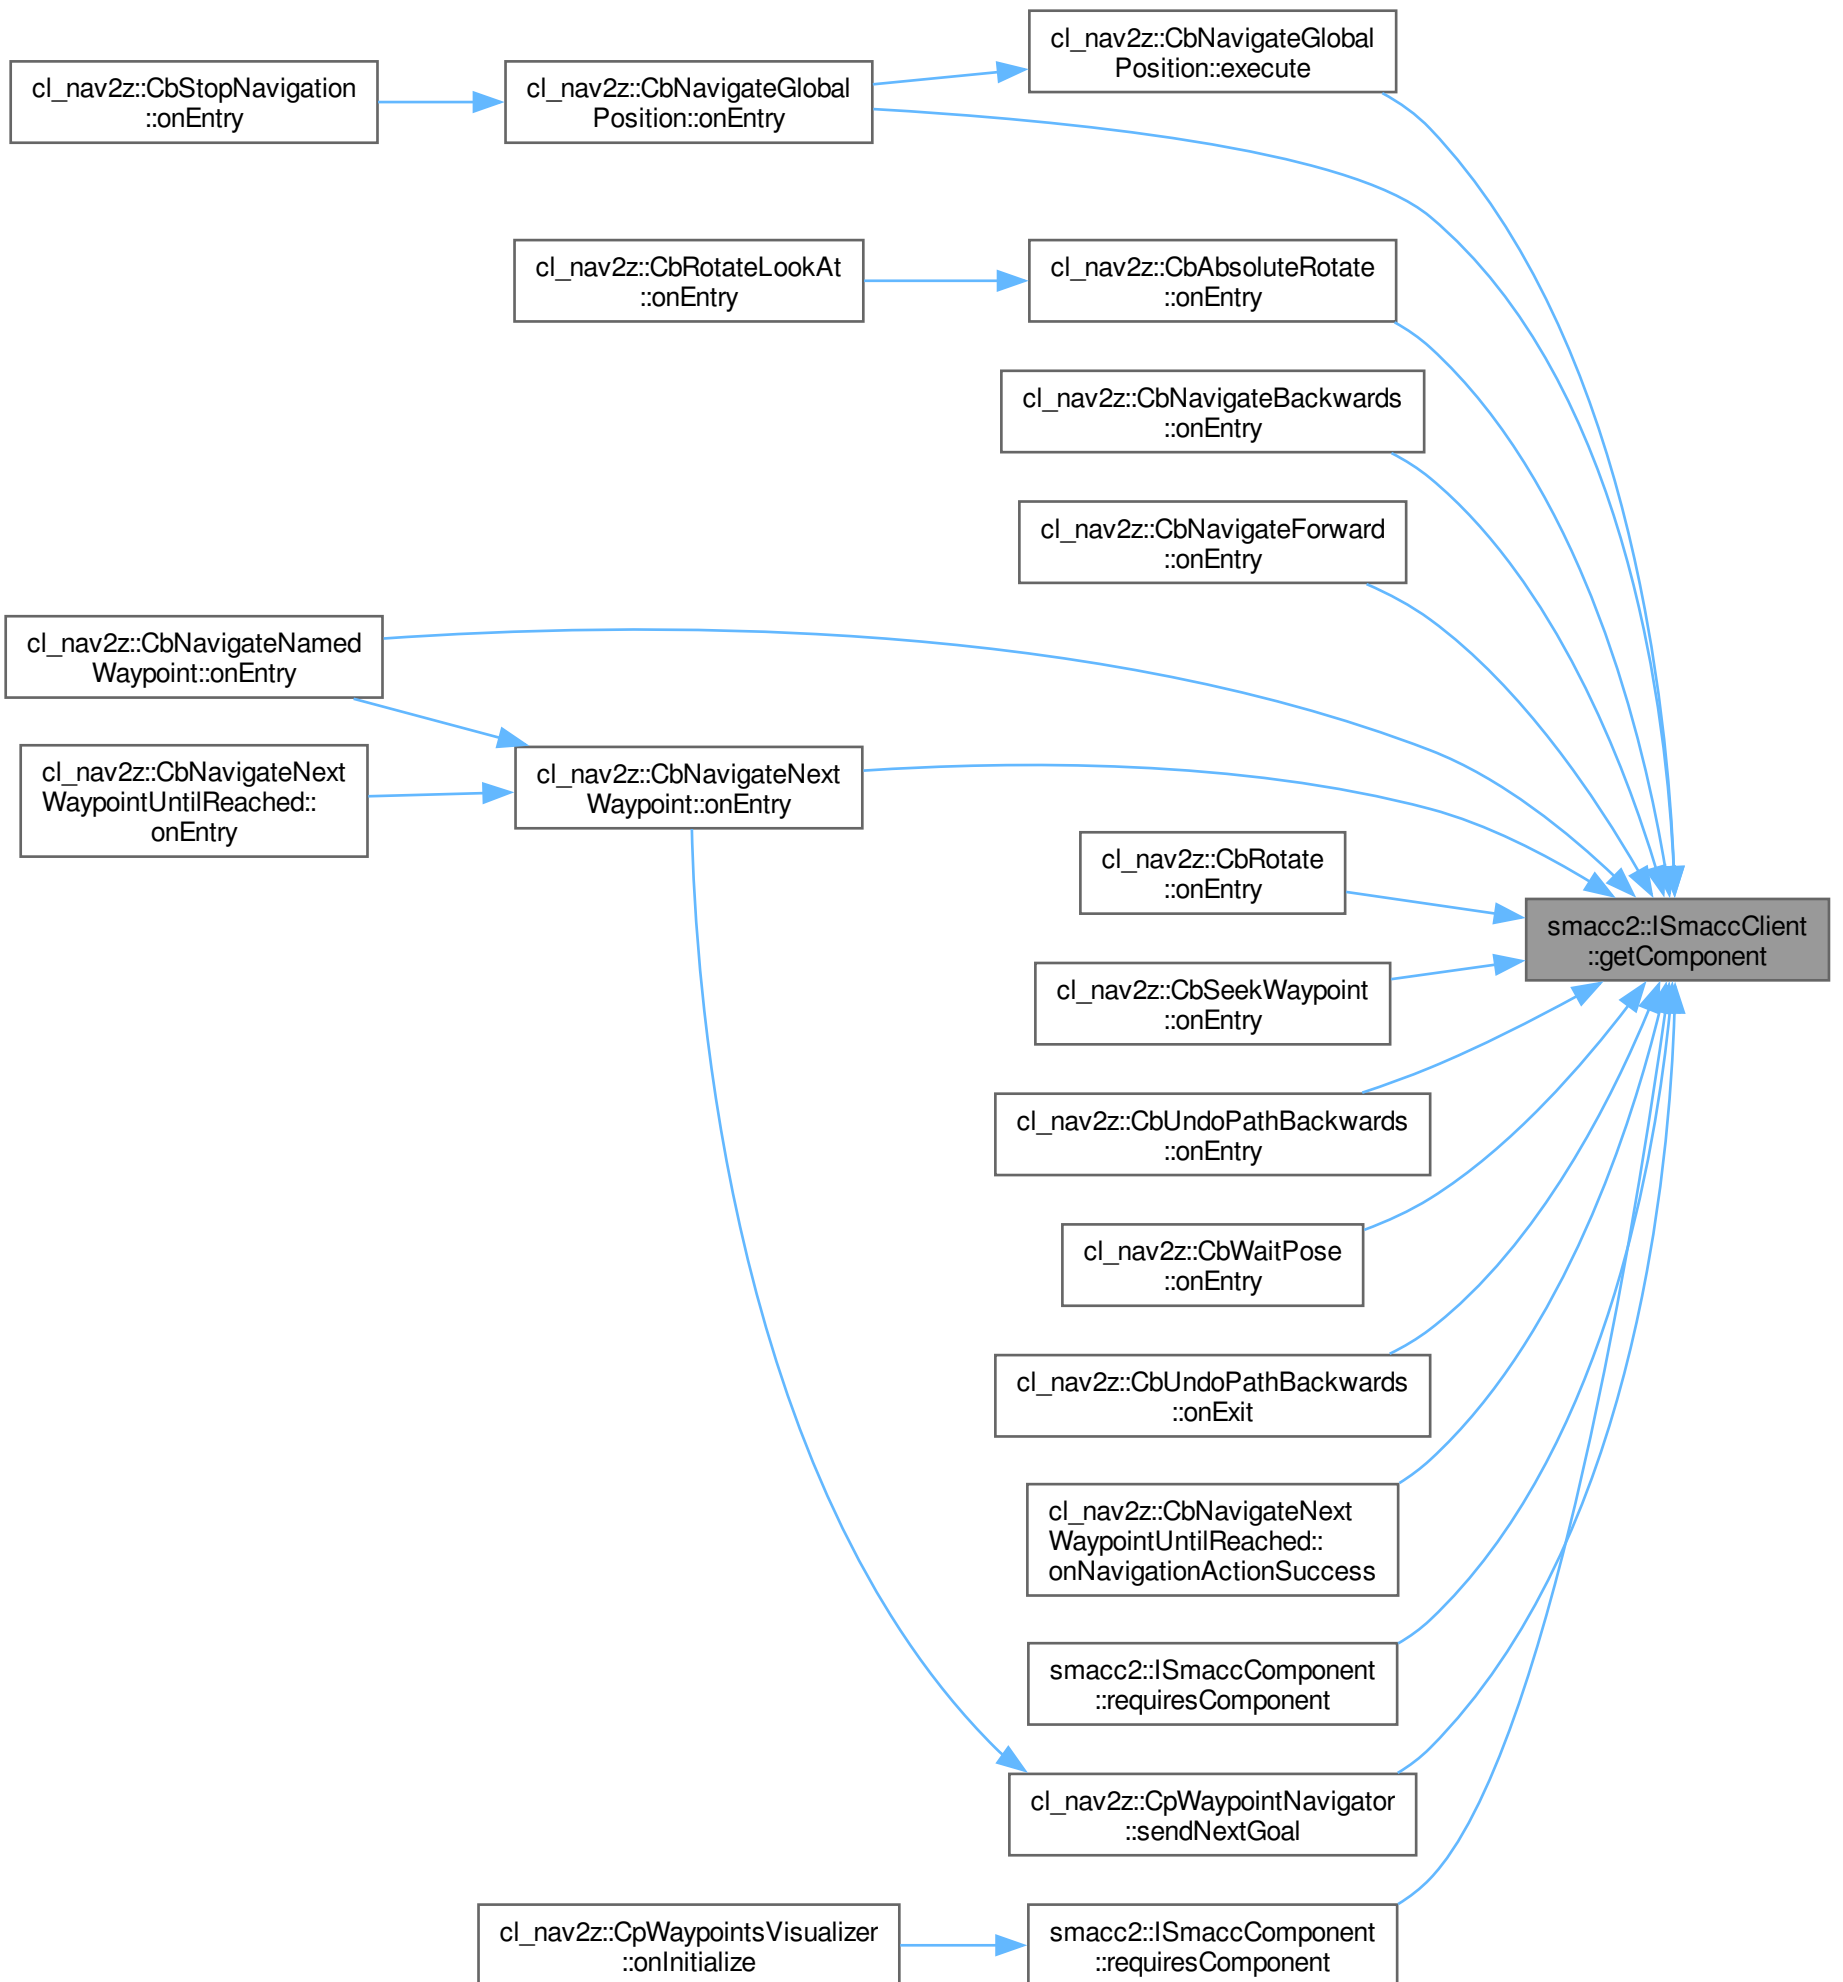 cl_nav2z::CbNavigateGlobal
Position::execute
cl_nav2z::CbStopNavigation
::onEntry
cl_nav2z::CbNavigateGlobal
Position::onEntry
cl_nav2z::CbRotateLookAt
::onEntry
cl_nav2z::CbAbsoluteRotate
::onEntry
cl_nav2z::CbNavigateBackwards
::onEntry
cl_nav2z::CbNavigateForward
::onEntry
cl_nav2z::CbNavigateNamed
Waypoint::onEntry
cl_nav2z::CbNavigateNext
WaypointUntilReached::
onEntry
cl_nav2z::CbNavigateNext
Waypoint::onEntry
cl_nav2z::CbRotate
::onEntry
smacc2::ISmaccClient
::getComponent
cl_nav2z::CbSeekWaypoint
::onEntry
cl_nav2z::CbUndoPathBackwards
::onEntry
cl_nav2z::CbWaitPose
::onEntry
cl_nav2z::CbUndoPathBackwards
::onExit
cl_nav2z::CbNavigateNext
WaypointUntilReached::
onNavigationActionSuccess
smacc2::ISmaccComponent
::requiresComponent
cl_nav2z::CpWaypointNavigator
::sendNextGoal
cl_nav2z::CpWaypointsVisualizer
::onInitialize
smacc2::ISmaccComponent
::requiresComponent